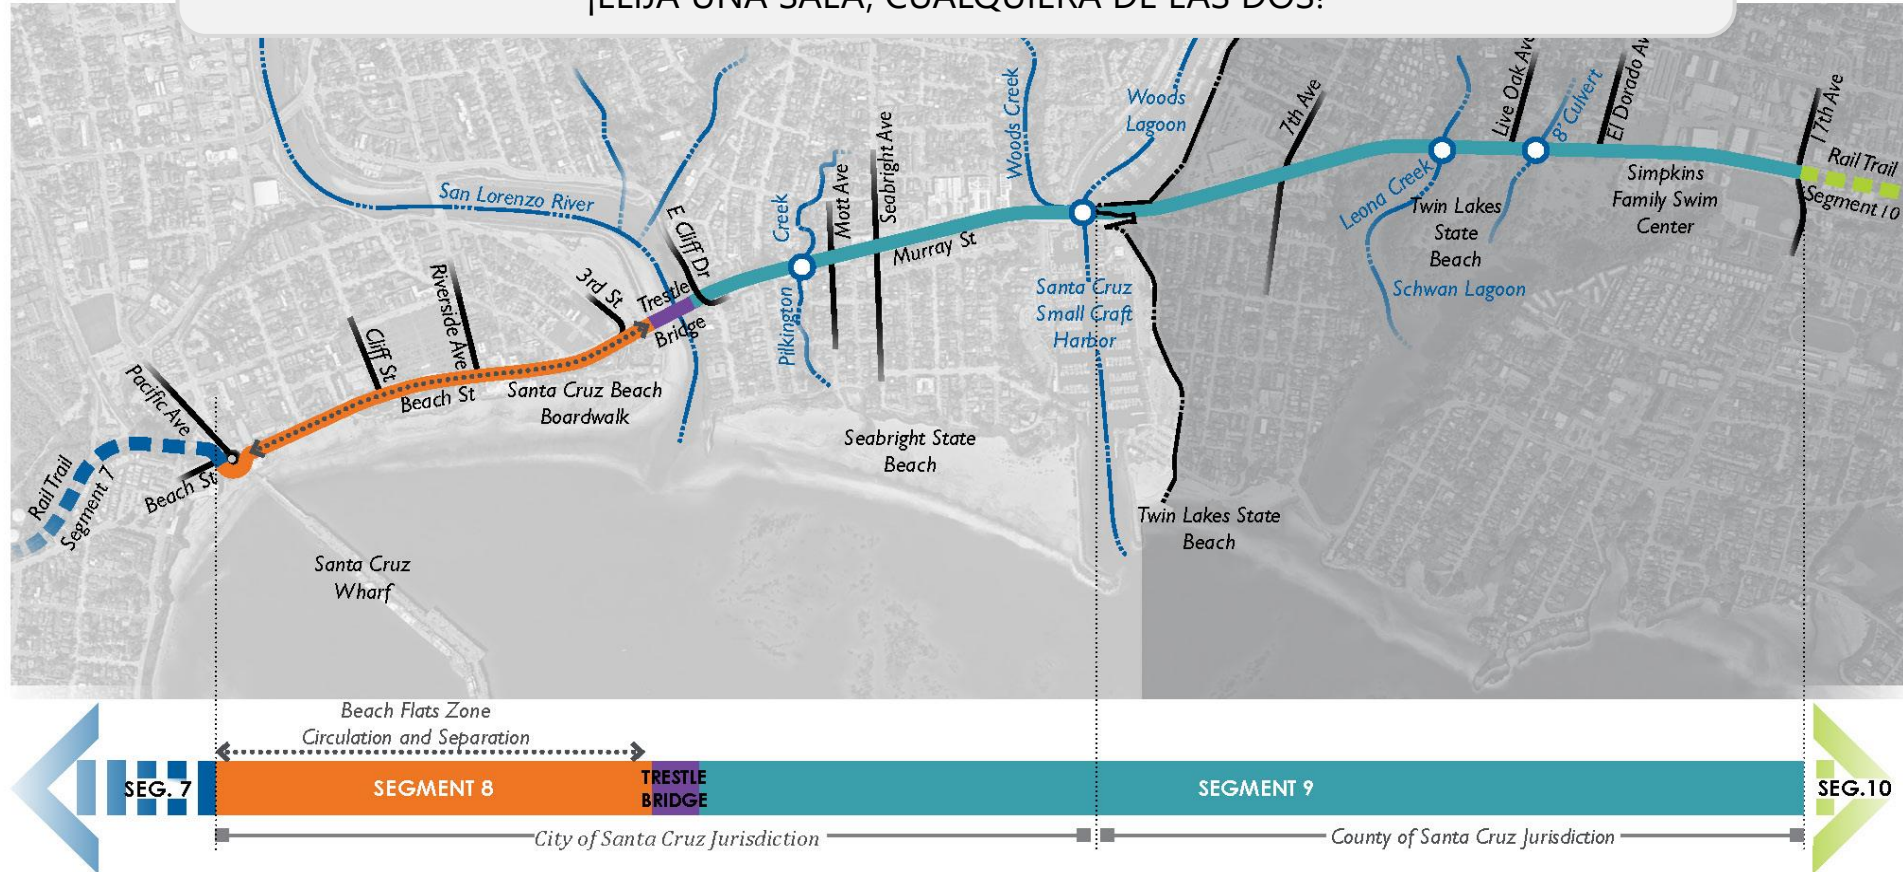 ¡ELIJA UNA SALA, CUALQUIERA DE LAS DOS!
San Lorenzo River
Woods Creek
Woods
Lagoon
7th Ave
Live Oak Ave
8' Culvert
El Dorado Av
17th Ave
Rail Trail
Segment 10
Leona Creek
Twin Lakes
State
Beach
Simpkins
Family Swim
Center
Schwan Lagoon
Seabright Ave
Mott Ave
Creek
Pilkington
Murray St
E Cliff Dr
3rd St
Trestle
Bridge
Riverside Ave
Cliff St
Pacific Ave
Beach St
Santa Cruz Beach
Boardwalk
Santa Cruz
Small Craft
Harbor
Seabright State
Beach
Rail Trail
Segment 7
Beach St
Twin Lakes State
Beach
Santa Cruz
Wharf
Beach Flats Zone
Circulation and Separation
SEG. 7
SEGMENT 8
TRESTLE
BRIDGE
SEGMENT 9
SEG.10
City of Santa Cruz Jurisdiction
County of Santa Cruz Jurisdiction